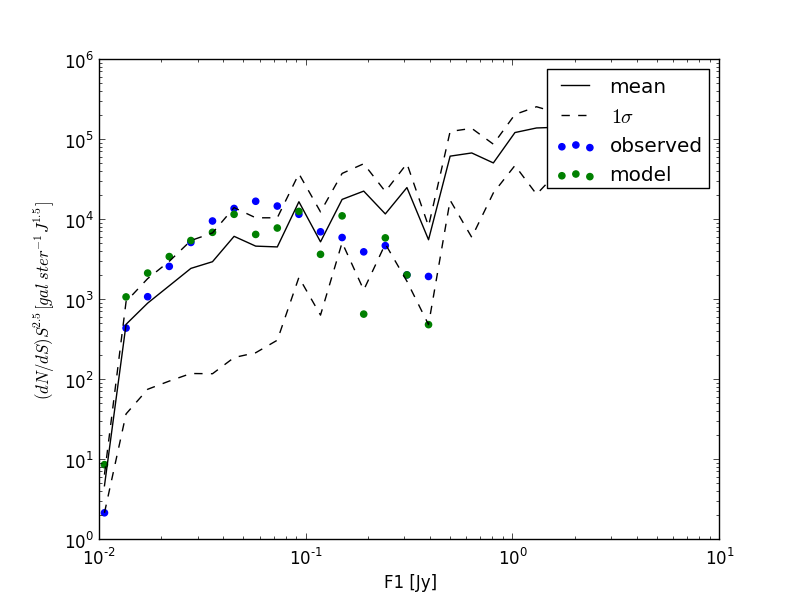 mean
1σ
observed
model
10^6
10^5
10^4
10^3
10^2
10^1
10^0
(dN/dS)S^2.5 [gal ster^−1 J^1.5]
10^-2
10^-1
10^0
10^1
F1 [Jy]